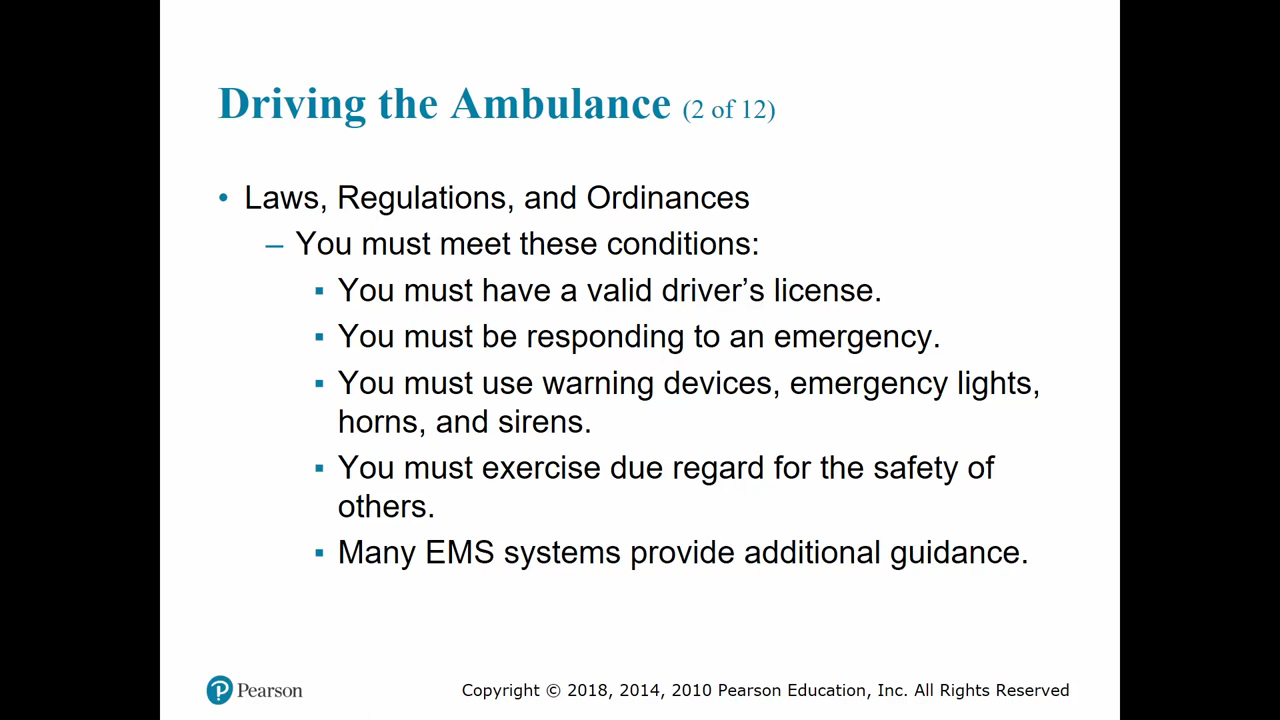 Driving the Ambulance (2 of 12)
• Laws, Regulations, and Ordinances
– You must meet these conditions:
▪ You must have a valid driver’s license.
▪ You must be responding to an emergency.
▪ You must use warning devices, emergency lights,
horns, and sirens.
▪ You must exercise due regard for the safety of
others.
▪ Many EMS systems provide additional guidance.
P Pearson
Copyright © 2018, 2014, 2010 Pearson Education, Inc. All Rights Reserved